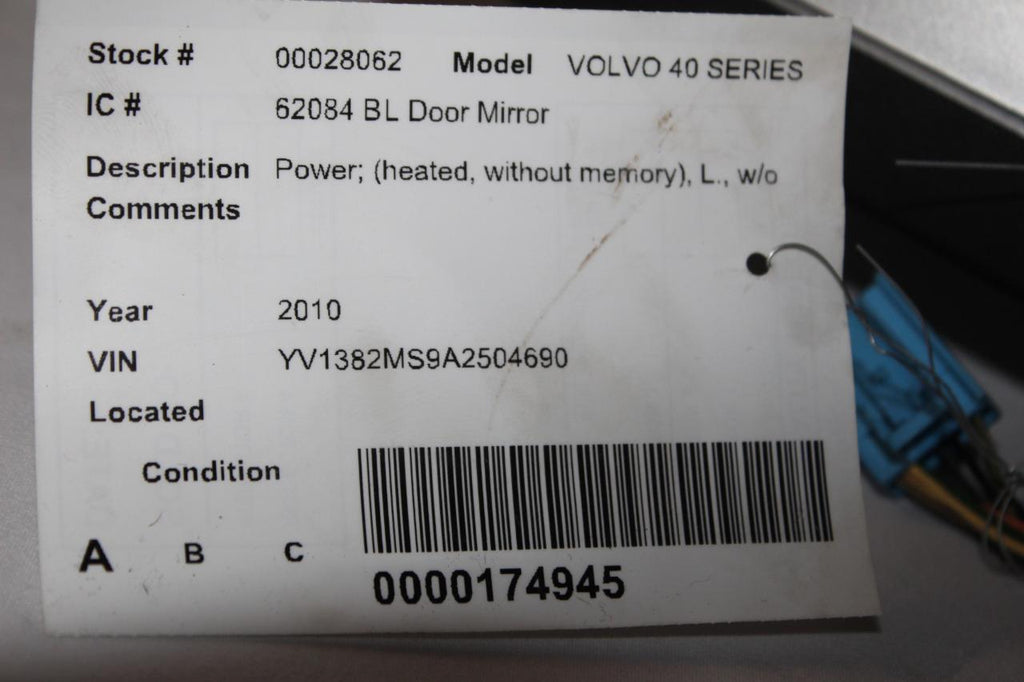 Stock # 00028062 Model VOLVO 40 SERIES
IC # 62084 BL Door Mirror
Description Power; (heated, without memory), L., w/o
Comments
Year 2010
VIN YV1382MS9A2504690
Located
Condition
A B C
0000174945